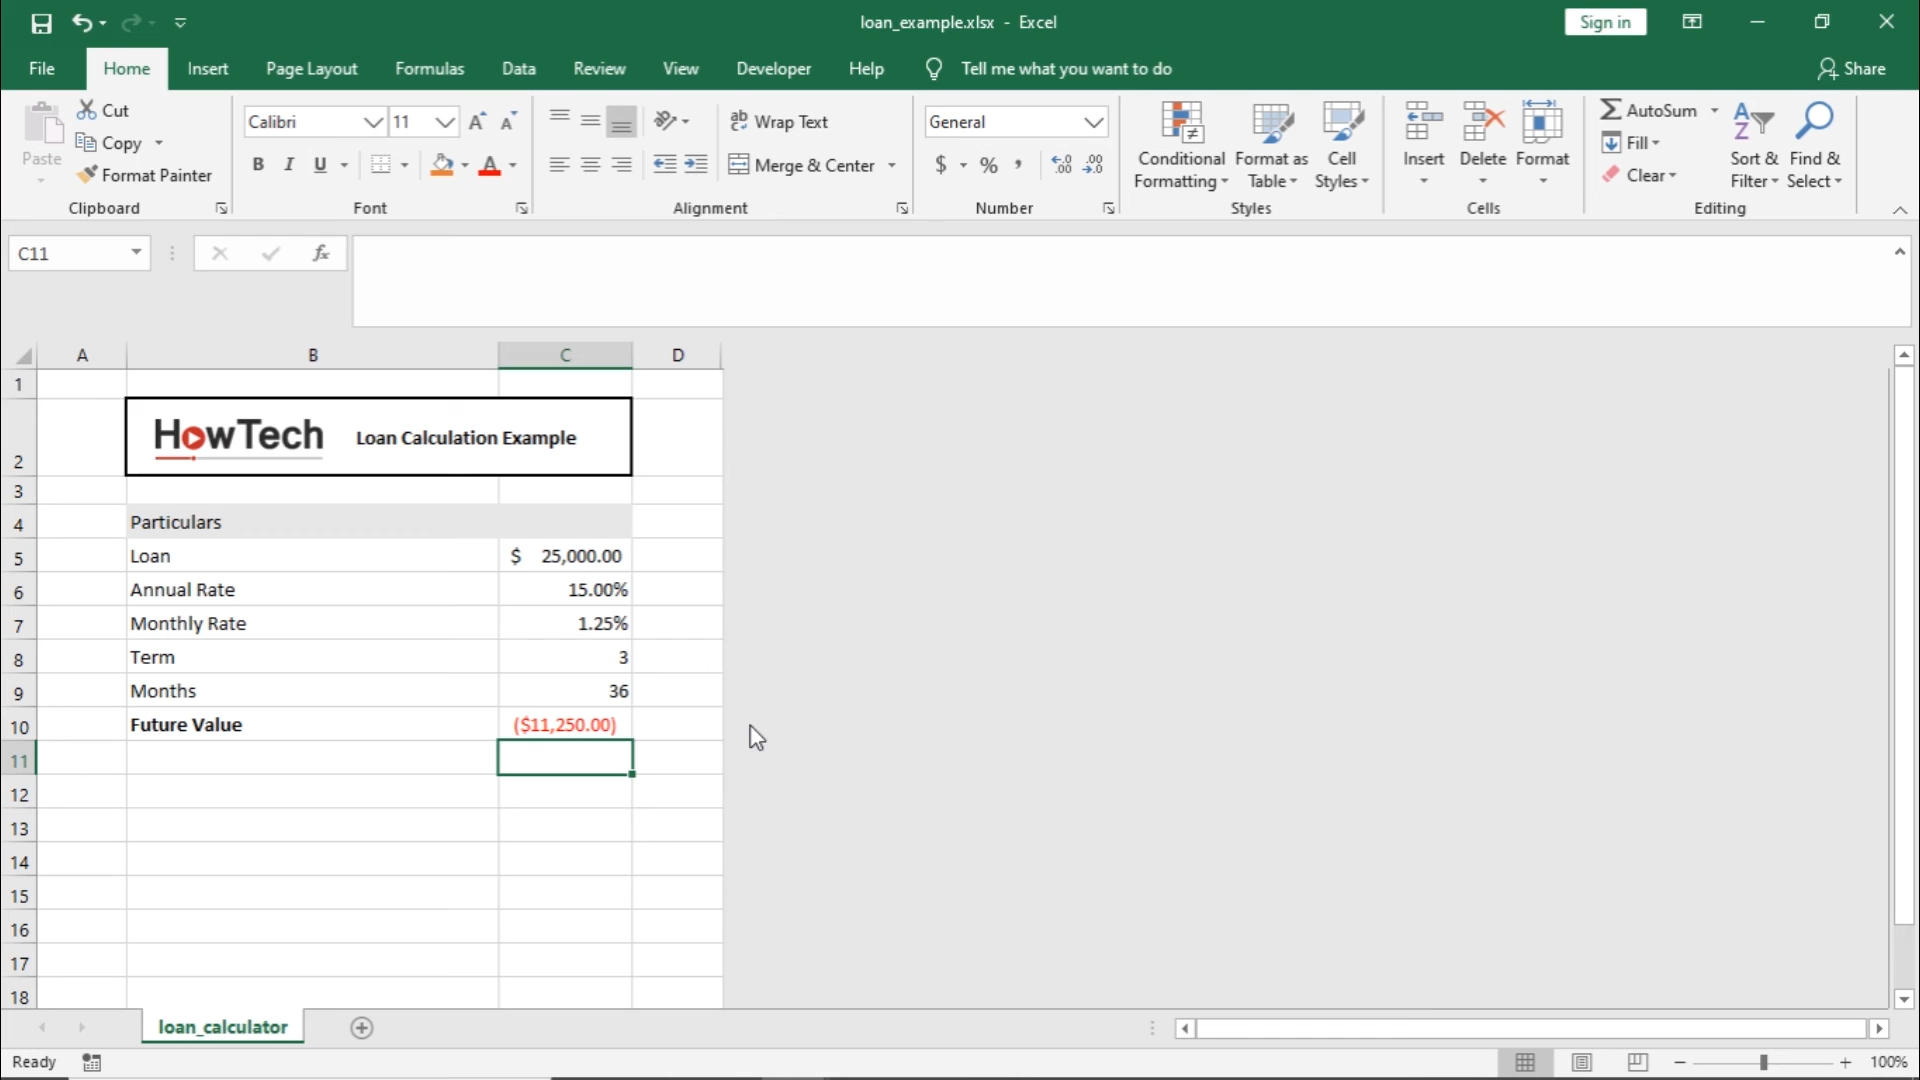 loan_example.xlsx - Excel
Sign in
File Home Insert Page Layout Formulas Data Review View Developer Help Tell me what you want to do Share
Paste
Cut
Copy
Format Painter
Clipboard
Calibri 11
B I U A
Font
Wrap Text
Merge & Center
Alignment
General
$ % ,
Number
Conditional Formatting
Format as Table
Cell Styles
Styles
Insert Delete Format
Cells
AutoSum
Fill
Clear
Sort & Filter
Find & Select
Editing
C11 fx
A B C D
1
2 HowTech Loan Calculation Example
3
4 Particulars
5 Loan $ 25,000.00
6 Annual Rate 15.00%
7 Monthly Rate 1.25%
8 Term 3
9 Months 36
10 Future Value ($11,250.00)
11
12
13
14
15
16
17
18
loan_calculator
Ready 100%